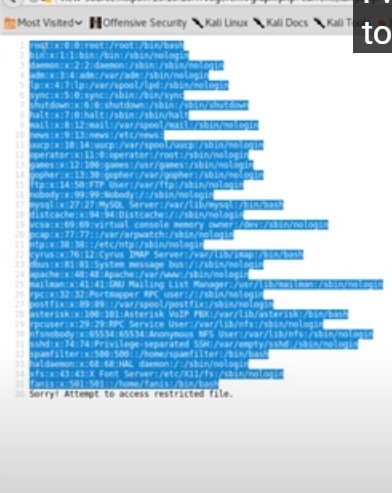 Most Visited Offensive Security Kali Linux Kali Docs Kali
to
1 root:x:0:0:root:/root:/bin/bash
2 bin:x:1:1:bin:/bin:/sbin/nologin
3 daemon:x:2:2:daemon:/sbin:/sbin/nologin
4 adm:x:3:4:adm:/var/adm:/sbin/nologin
5 lp:x:4:7:lp:/var/spool/lpd:/sbin/nologin
6 sync:x:5:0:sync:/sbin:/bin/sync
7 shutdown:x:6:0:shutdown:/sbin:/sbin/shutdown
8 halt:x:7:0:halt:/sbin:/sbin/halt
9 mail:x:8:12:mail:/var/spool/mail:/sbin/nologin
10 news:x:9:13:news:/etc/news:
11 uucp:x:10:14:uucp:/var/spool/uucp:/sbin/nologin
12 operator:x:11:0:operator:/root:/sbin/nologin
13 games:x:12:100:games:/usr/games:/sbin/nologin
14 gopher:x:13:30:gopher:/var/gopher:/sbin/nologin
15 ftp:x:14:50:FTP User:/var/ftp:/sbin/nologin
16 nobody:x:99:99:Nobody:/:/sbin/nologin
17 mysql:x:27:27:MySQL Server:/var/lib/mysql:/bin/bash
18 distcache:x:94:94:Distcache:/:/sbin/nologin
19 vcsa:x:69:69:virtual console memory owner:/dev:/sbin/nologin
20 pcap:x:77:77::/var/arpwatch:/sbin/nologin
21 ntp:x:38:38::/etc/ntp:/sbin/nologin
22 cyrus:x:76:12:Cyrus IMAP Server:/var/lib/imap:/bin/bash
23 dbus:x:81:81:System message bus:/:/sbin/nologin
24 apache:x:48:48:Apache:/var/www:/sbin/nologin
25 mailman:x:41:41:GNU Mailing List Manager:/usr/lib/mailman:/sbin/nologin
26 rpc:x:32:32:Portmapper RPC user:/:/sbin/nologin
27 postfix:x:89:89::/var/spool/postfix:/sbin/nologin
28 asterisk:x:100:101:Asterisk VoIP PBX:/var/lib/asterisk:/bin/bash
29 rpcuser:x:29:29:RPC Service User:/var/lib/nfs:/sbin/nologin
30 nfsnobody:x:65534:65534:Anonymous NFS User:/var/lib/nfs:/sbin/nologin
31 sshd:x:74:74:Privilege-separated SSH:/var/empty/sshd:/sbin/nologin
32 spamfilter:x:500:500::/home/spamfilter:/bin/bash
33 haldaemon:x:68:68:HAL daemon:/:/sbin/nologin
34 xfs:x:43:43:X Font Server:/etc/X11/fs:/sbin/nologin
35 fanis:x:501:501::/home/fanis:/bin/bash
36 Sorry! Attempt to access restricted file.